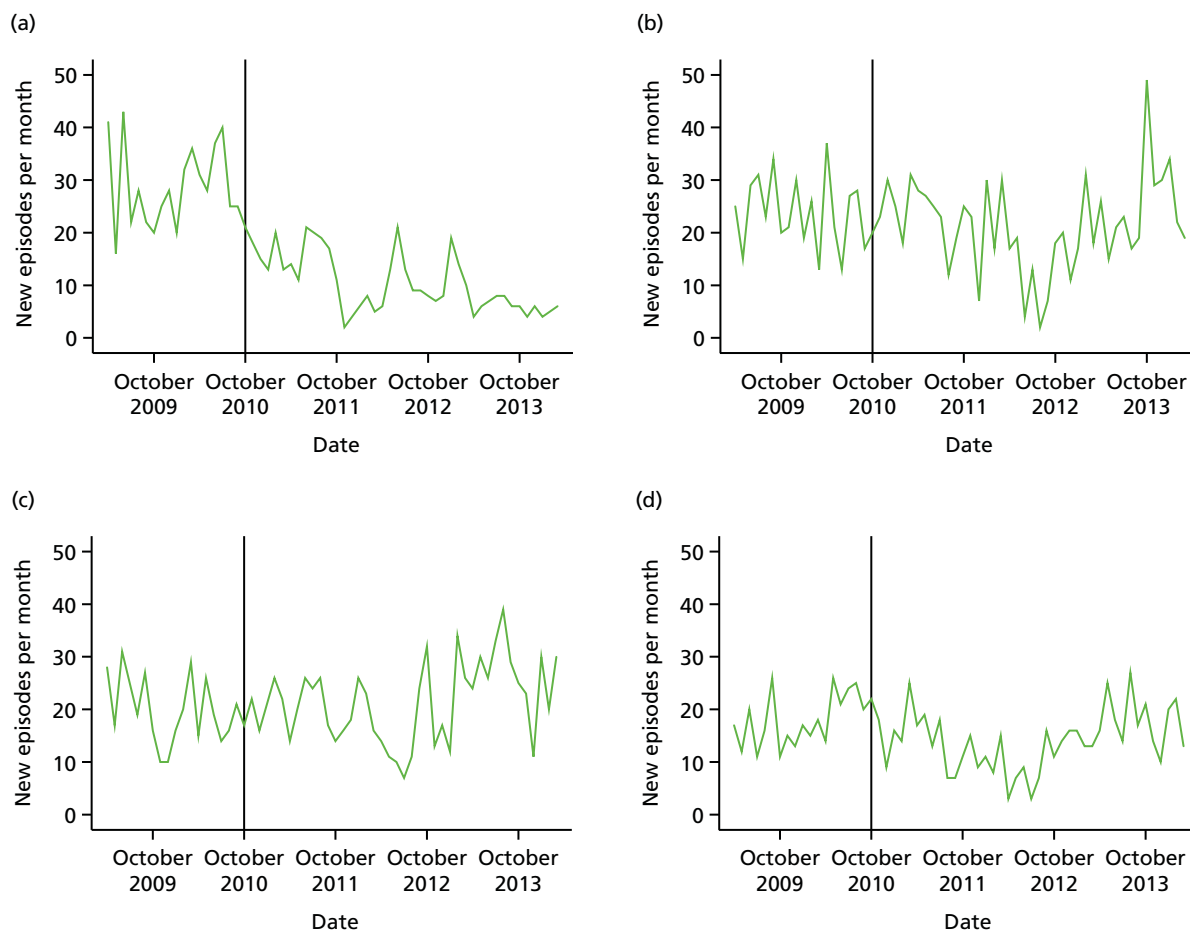 (a)
50
40
30
20
10
0
New episodes per month
October 2009
October 2010
October 2011
October 2012
October 2013
Date
(b)
50
40
30
20
10
0
New episodes per month
October 2009
October 2010
October 2011
October 2012
October 2013
Date
(c)
50
40
30
20
10
0
New episodes per month
October 2009
October 2010
October 2011
October 2012
October 2013
Date
(d)
50
40
30
20
10
0
New episodes per month
October 2009
October 2010
October 2011
October 2012
October 2013
Date